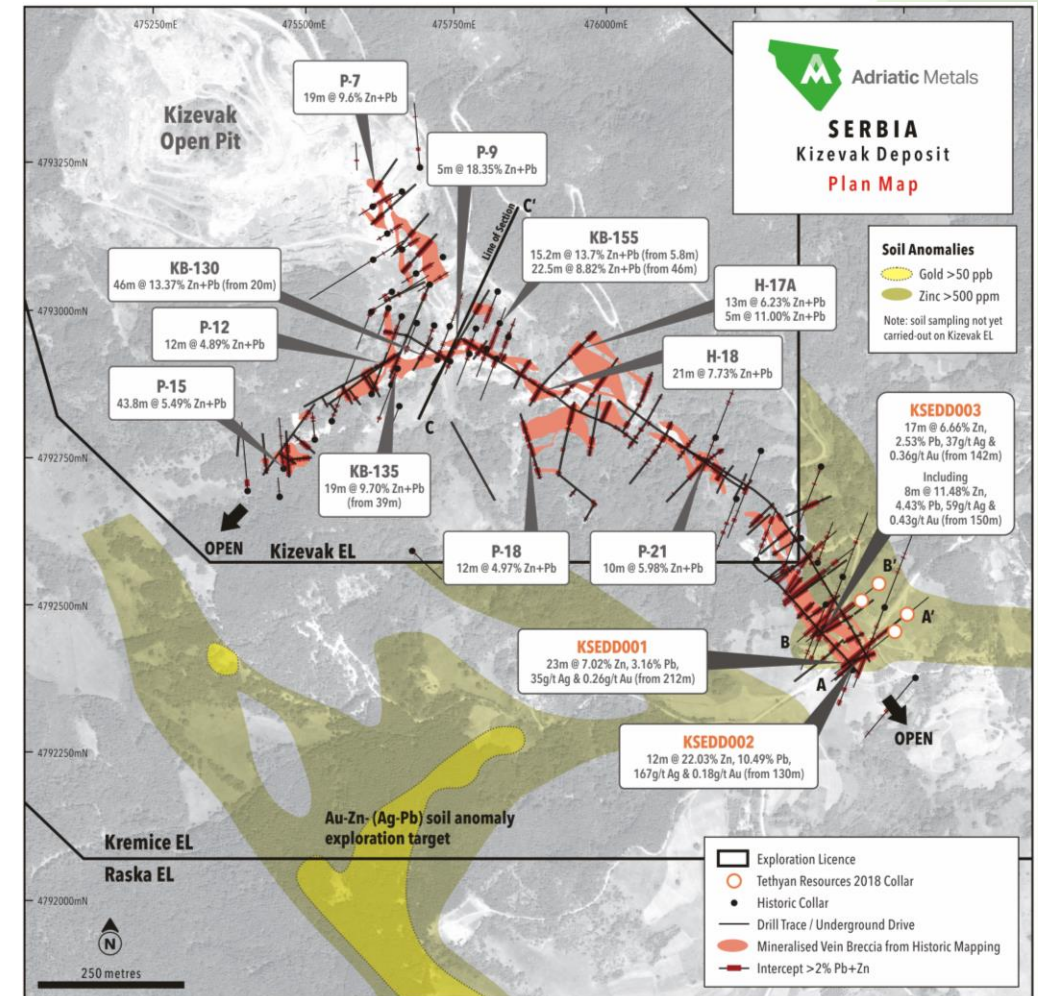 475250mE
475500mE
475750mE
476000mE
4793250mN
4793000mN
4792750mN
4792500mN
4792250mN
4792000mN
Adriatic Metals
SERBIA
Kizevak Deposit
Plan Map
Kizevak
Open Pit
P-7
19m @ 9.6% Zn+Pb
P-9
5m @ 18.35% Zn+Pb
C'
Line of Section
C
KB-155
15.2m @ 13.7% Zn+Pb (from 5.8m)
22.5m @ 8.82% Zn+Pb (from 46m)
KB-130
46m @ 13.37% Zn+Pb (from 20m)
H-17A
13m @ 6.23% Zn+Pb
5m @ 11.00% Zn+Pb
P-12
12m @ 4.89% Zn+Pb
H-18
21m @ 7.73% Zn+Pb
P-15
43.8m @ 5.49% Zn+Pb
KB-135
19m @ 9.70% Zn+Pb
(from 39m)
P-18
12m @ 4.97% Zn+Pb
P-21
10m @ 5.98% Zn+Pb
OPEN
Kizevak EL
Soil Anomalies
Gold >50 ppb
Zinc >500 ppm
Note: soil sampling not yet
carried-out on Kizevak EL
KSEDD003
17m @ 6.66% Zn,
2.53% Pb, 37g/t Ag &
0.36g/t Au (from 142m)
Including
8m @ 11.48% Zn,
4.43% Pb, 59g/t Ag &
0.43g/t Au (from 150m)
B'
A'
B
A
KSEDD001
23m @ 7.02% Zn, 3.16% Pb,
35g/t Ag & 0.26g/t Au (from 212m)
KSEDD002
12m @ 22.03% Zn, 10.49% Pb,
167g/t Ag & 0.18g/t Au (from 130m)
OPEN
Au-Zn- (Ag-Pb) soil anomaly
exploration target
Kremice EL
Raska EL
N
250 metres
Exploration Licence
Tethyan Resources 2018 Collar
Historic Collar
Drill Trace / Underground Drive
Mineralised Vein Breccia from Historic Mapping
Intercept >2% Pb+Zn